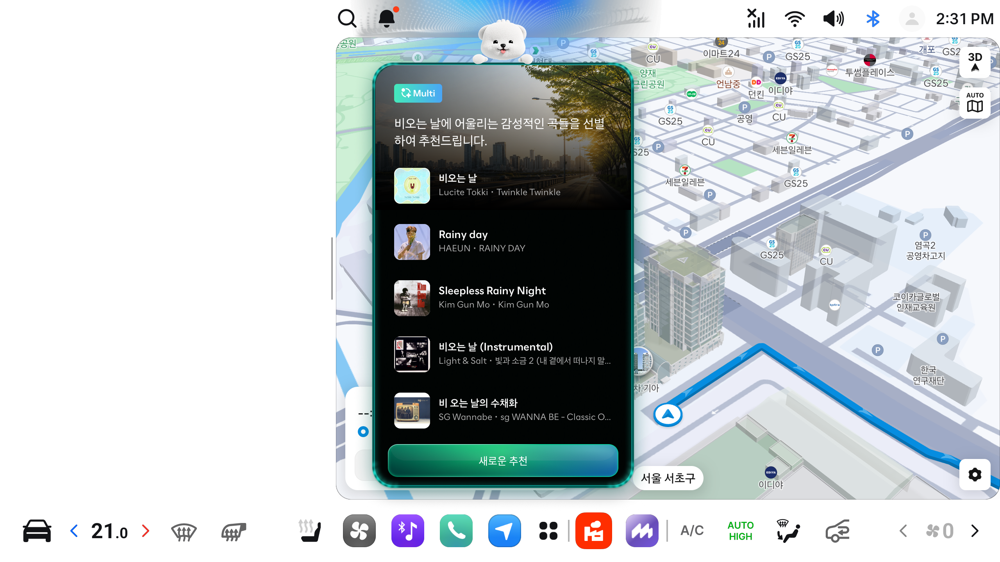 2:31 PM
공원
Multi
비오는 날에 어울리는 감성적인 곡들을 선별
하여 추천드립니다.
비오는 날
Lucite Tokki · Twinkle Twinkle
Rainy day
HAEUN · RAINY DAY
Sleepless Rainy Night
Kim Gun Mo · Kim Gun Mo
비오는 날 (Instrumental)
Light & Salt · 빛과 소금 2 (내 곁에서 떠나지 말...
비 오는 날의 수채화
SG Wannabe · sg WANNA BE - Classic O...
새로운 추천
--:
이마트24
GS25
CU
양재
근린공원
언남중
던킨
이디야
투썸플레이스
개포
GS2
GS25
3D
AUTO
GS25
공영
CU
CU
세븐일레븐
세븐일레븐
GS25
S25
GS25
CU
염곡2
공영차고지
코이카글로벌
인재교육원
kotra
한국
연구재단
차.기아
서울 서초구
EDIYA
이디야
21.0
A/C
AUTO
HIGH
0